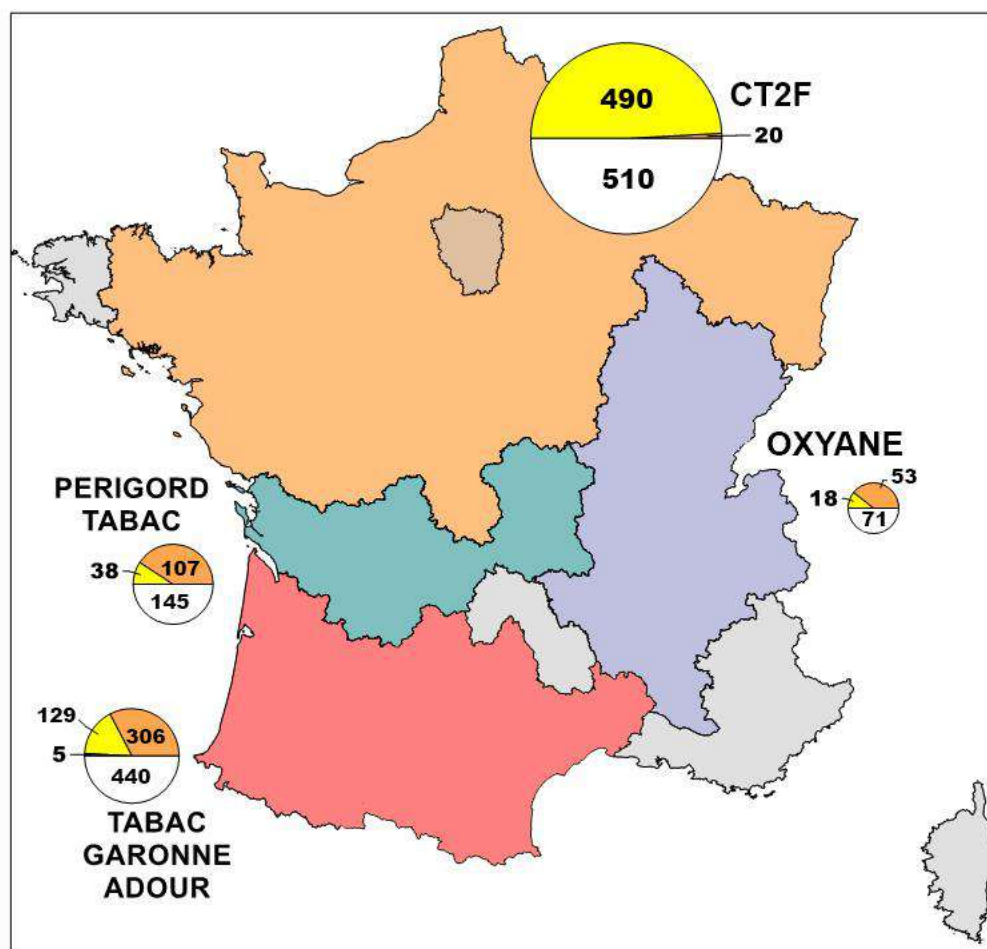 490
CT2F
20
510
OXYANE
53
18
71
PERIGORD
TABAC
38
107
145
129
306
5
440
TABAC
GARONNE
ADOUR